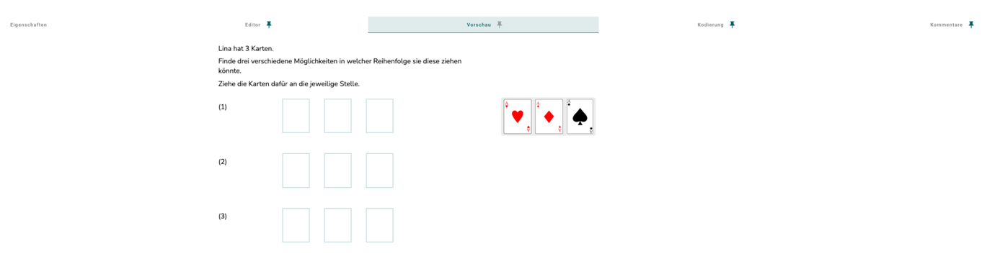 Eigenschaften
Editor
Vorschau
Kodierung
Kommentare
Lina hat 3 Karten.
Finde drei verschiedene Möglichkeiten in welcher Reihenfolge sie diese ziehen
könnte.
Ziehe die Karten dafür an die jeweilige Stelle.
(1)
A A A
A A A
(2)
(3)